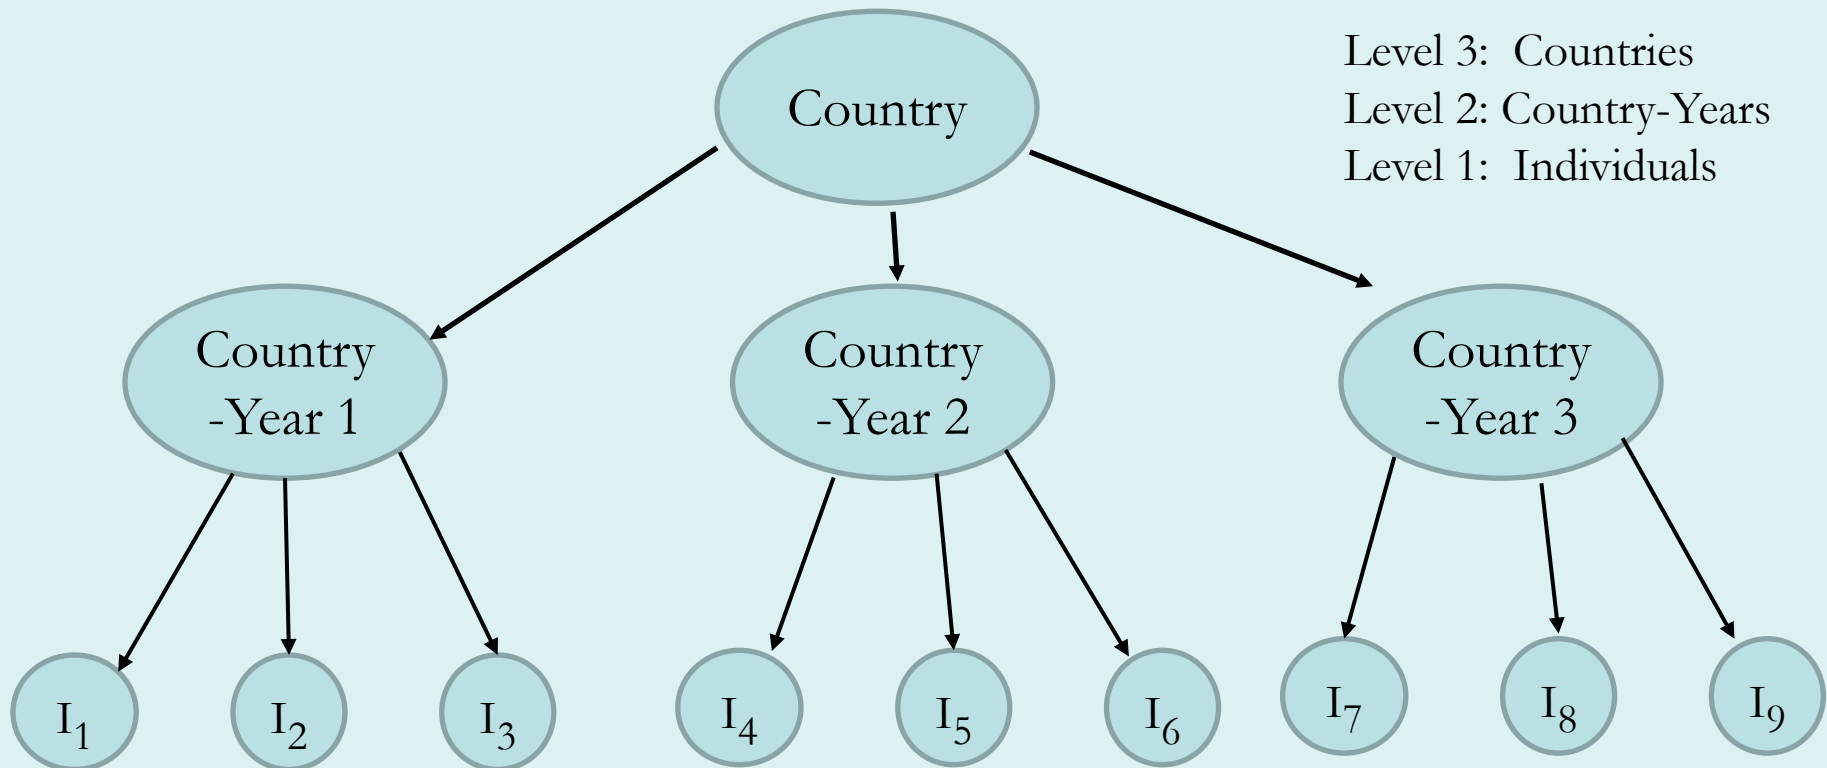 Country
Level 3:  Countries
Level 2: Country-Years
Level 1:  Individuals
Country
-Year 1
Country
-Year 2
Country
-Year 3
I₁
I₂
I₃
I₄
I₅
I₆
I₇
I₈
I₉